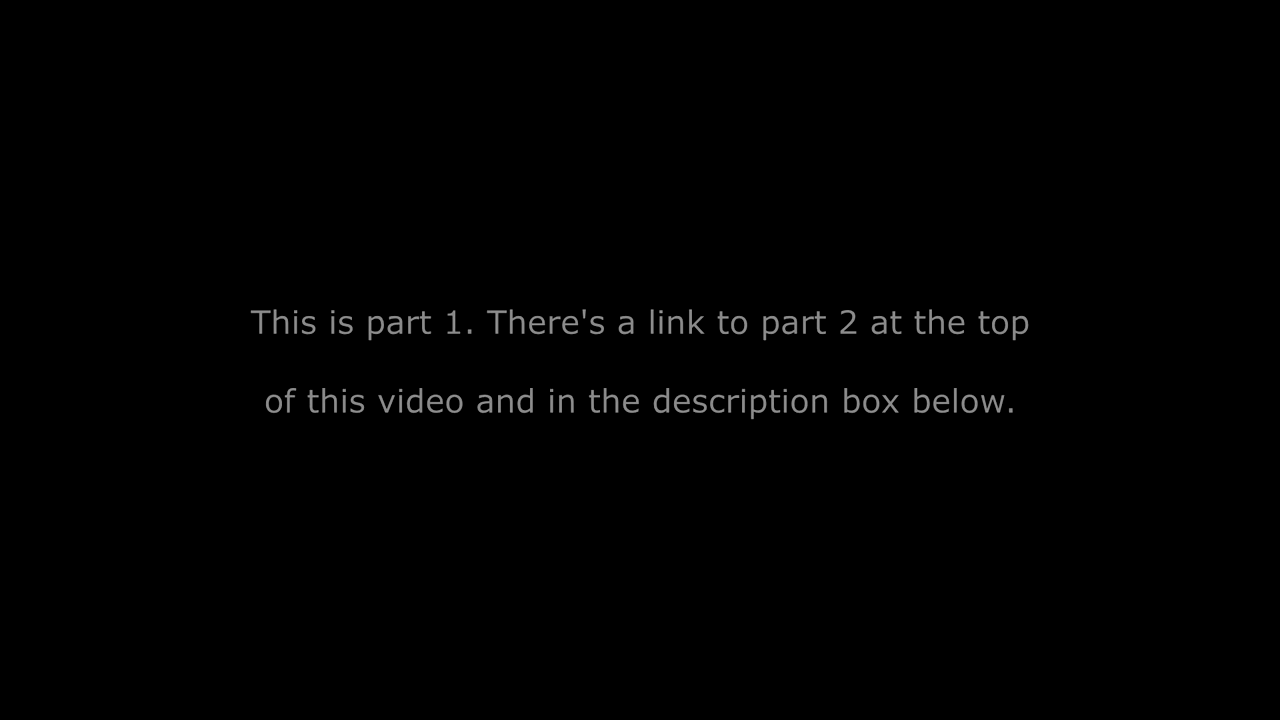 This is part 1. There's a link to part 2 at the top
of this video and in the description box below.